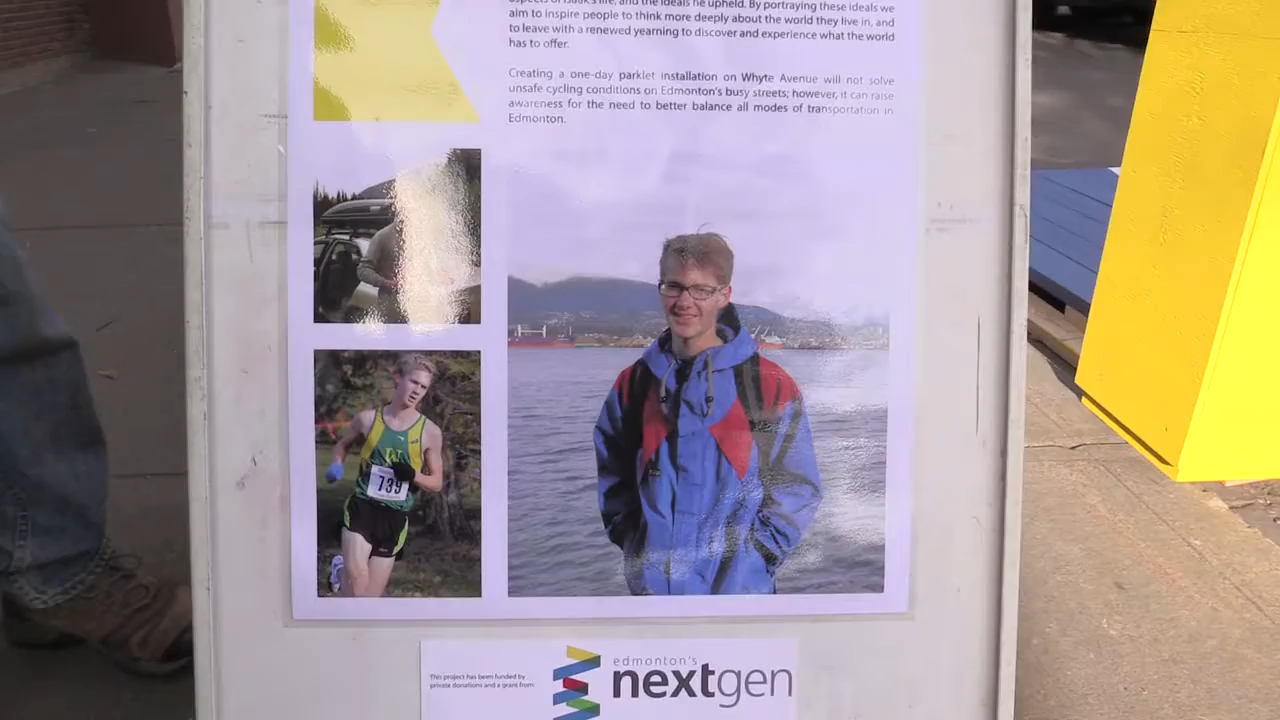 aspects of Isaak's life, and the ideals he upheld. By portraying these ideals we
aim to inspire people to think more deeply about the world they live in, and
to leave with a renewed yearning to discover and experience what the world
has to offer.
Creating a one-day parklet installation on Whyte Avenue will not solve
unsafe cycling conditions on Edmonton's busy streets; however, it can raise
awareness for the need to better balance all modes of transportation in
Edmonton.
739
This project has been funded by
private donations and a grant from:
edmonton's
nextgen